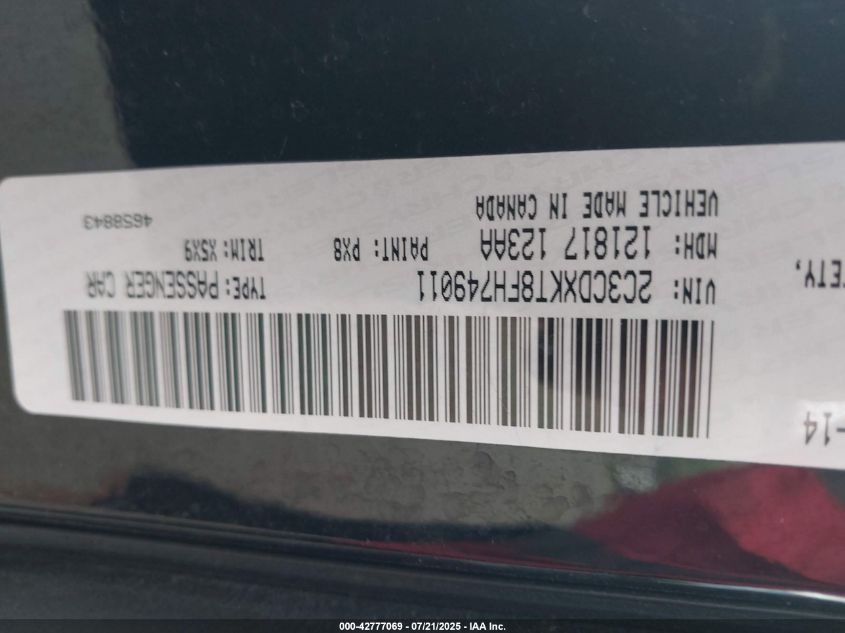 VIN: 2C3CDXKT8FH749011 TYPE: PASSENGER CAR
MDH: 121817 123AA PAINT: PX8 TRIM: X5X9
VEHICLE MADE IN CANADA 4658843
-14
000-42777069 - 07/21/2025 - IAA Inc.